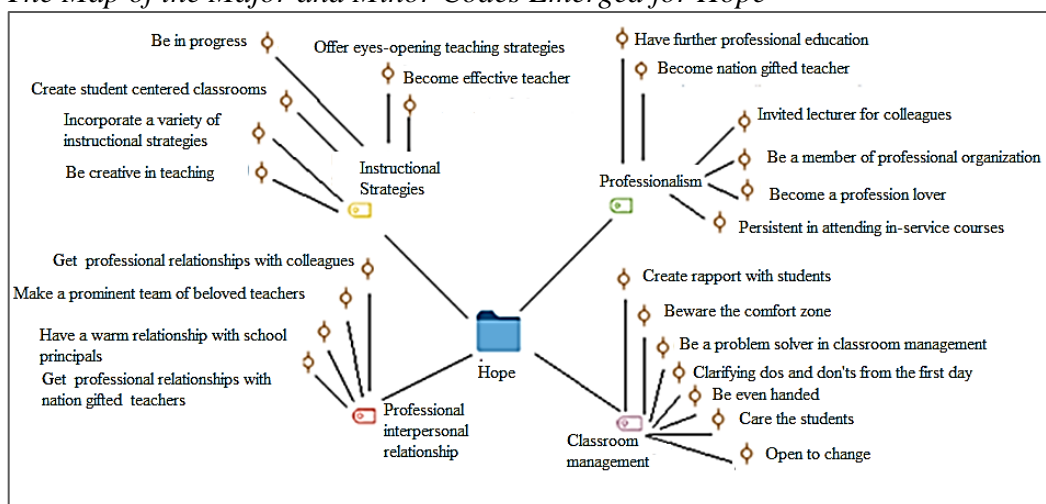 The Map of the Major and Minor Codes Emerged for Hope
Be in progress
Offer eyes-opening teaching strategies
Become effective teacher
Create student centered classrooms
Incorporate a variety of
instructional strategies
Be creative in teaching
Instructional
Strategies
Have further professional education
Become nation gifted teacher
Invited lecturer for colleagues
Be a member of professional organization
Become a profession lover
Persistent in attending in-service courses
Professionalism
Get professional relationships with colleagues
Make a prominent team of beloved teachers
Have a warm relationship with school
principals
Get professional relationships with
nation gifted teachers
Professional
interpersonal
relationship
Hope
Create rapport with students
Beware the comfort zone
Be a problem solver in classroom management
Clarifying dos and don'ts from the first day
Be even handed
Care the students
Open to change
Classroom
management